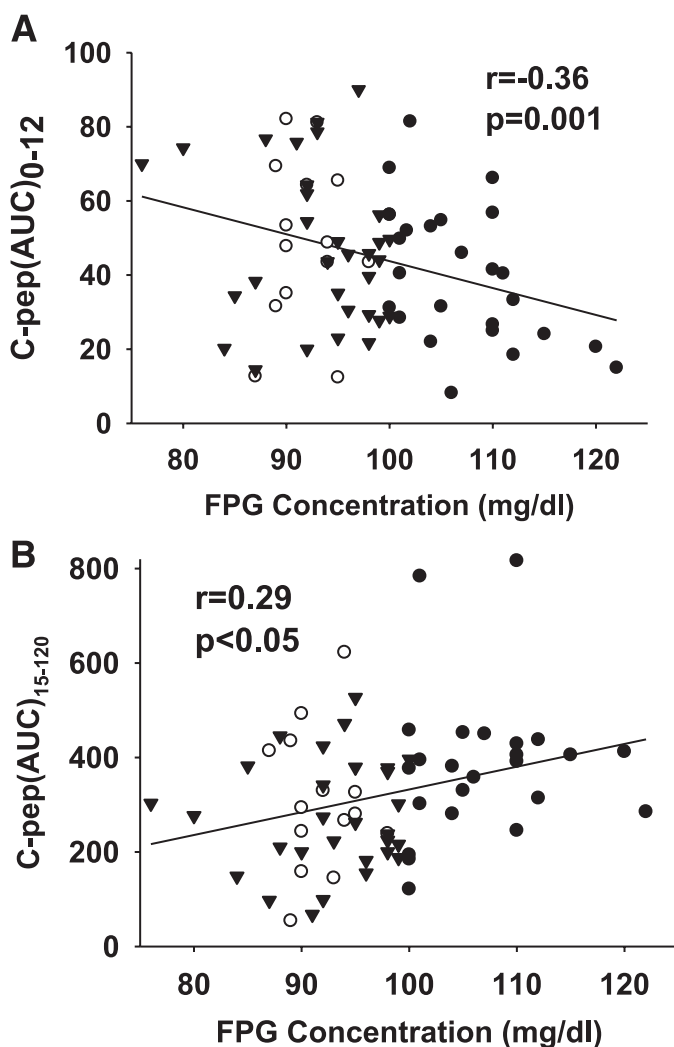 A
100
r=-0.36
80
p=0.001
60
40
20
0
C-pep(AUC)0-12
80 90 100 110 120
FPG Concentration (mg/dl)
B
800
r=0.29
p<0.05
600
400
200
0
C-pep(AUC)15-120
80 90 100 110 120
FPG Concentration (mg/dl)